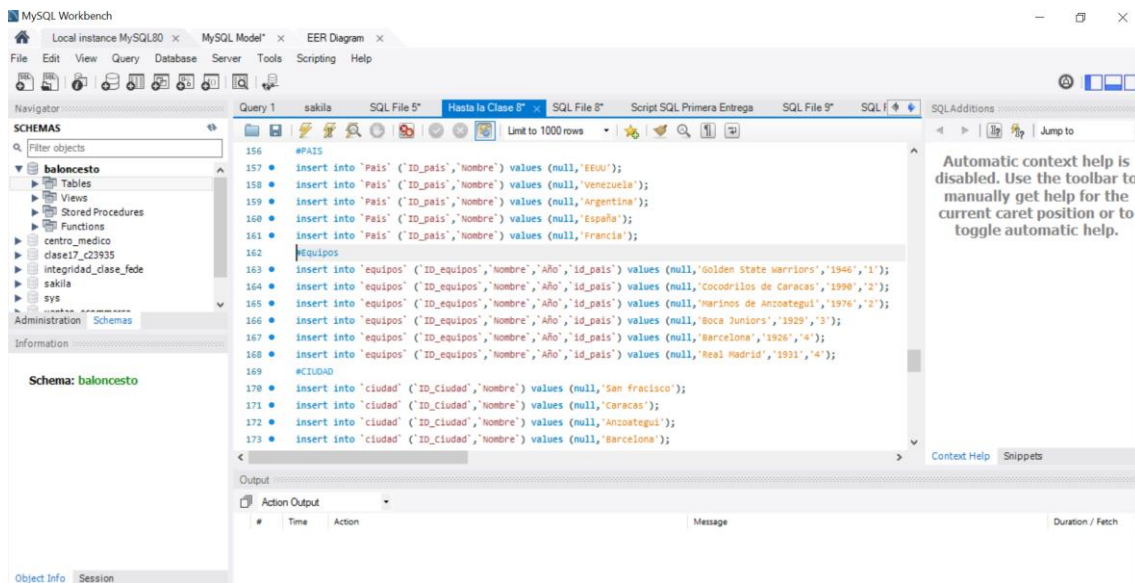 MySQL Workbench
Local instance MySQL80 × MySQL Model* × EER Diagram ×
File Edit View Query Database Server Tools Scripting Help
Navigator
SCHEMAS
Filter objects
baloncesto
Tables
Views
Stored Procedures
Functions
centro_medico
clase17_c23935
integridad_clase_fede
sakila
sys
Administration Schemas
Information
Schema: baloncesto
Object Info Session
Query 1 sakila SQL File 5* Hasta la Clase 8* × SQL File 8* Script SQL Primera Entrega SQL File 9* SQL F
Limit to 1000 rows
156 #PAIS
157 insert into `Pais` (`ID_pais`,`Nombre`) values (null,'EEUU');
158 insert into `Pais` (`ID_pais`,`Nombre`) values (null,'Venezuela');
159 insert into `Pais` (`ID_pais`,`Nombre`) values (null,'Argentina');
160 insert into `Pais` (`ID_pais`,`Nombre`) values (null,'España');
161 insert into `Pais` (`ID_pais`,`Nombre`) values (null,'Francia');
162 #Equipos
163 insert into `equipos` (`ID_equipos`,`Nombre`,`Año`,`id_pais`) values (null,'Golden State Warriors','1946','1');
164 insert into `equipos` (`ID_equipos`,`Nombre`,`Año`,`id_pais`) values (null,'Cocodrilos de Caracas','1990','2');
165 insert into `equipos` (`ID_equipos`,`Nombre`,`Año`,`id_pais`) values (null,'Marinos de Anzoategui','1976','2');
166 insert into `equipos` (`ID_equipos`,`Nombre`,`Año`,`id_pais`) values (null,'Boca Juniors','1929','3');
167 insert into `equipos` (`ID_equipos`,`Nombre`,`Año`,`id_pais`) values (null,'Barcelona','1926','4');
168 insert into `equipos` (`ID_equipos`,`Nombre`,`Año`,`id_pais`) values (null,'Real Madrid','1931','4');
169 #CIUDAD
170 insert into `ciudad` (`ID_Ciudad`,`Nombre`) values (null,'San fracisco');
171 insert into `ciudad` (`ID_Ciudad`,`Nombre`) values (null,'Caracas');
172 insert into `ciudad` (`ID_Ciudad`,`Nombre`) values (null,'Anzoategui');
173 insert into `ciudad` (`ID_Ciudad`,`Nombre`) values (null,'Barcelona');
Output
Action Output
# Time Action Message Duration / Fetch
SQLAdditions
Jump to
Automatic context help is
disabled. Use the toolbar to
manually get help for the
current caret position or to
toggle automatic help.
Context Help Snippets